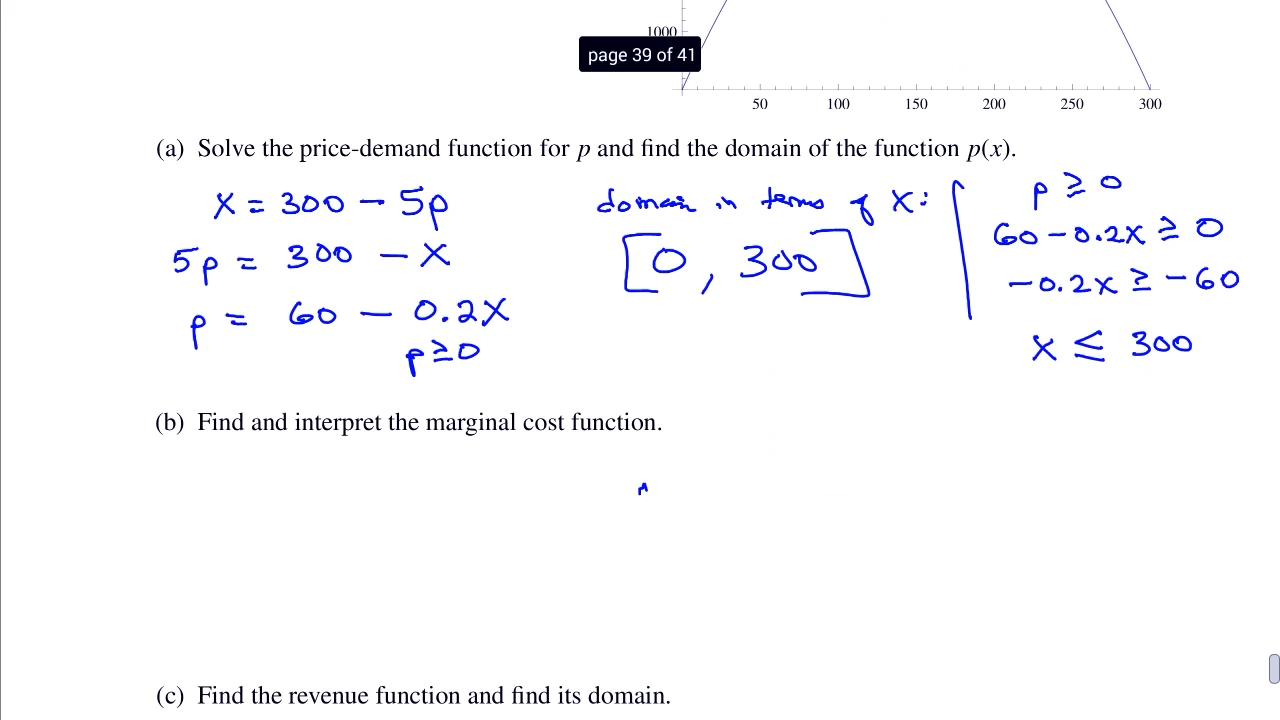 1000
page 39 of 41
50 100 150 200 250 300
(a) Solve the price-demand function for p and find the domain of the function p(x).
x = 300 - 5p
5p = 300 - x
p = 60 - 0.2x
p ≥ 0
domain in terms of x:
[0, 300]
p ≥ 0
60 - 0.2x ≥ 0
-0.2x ≥ -60
x ≤ 300
(b) Find and interpret the marginal cost function.
(c) Find the revenue function and find its domain.